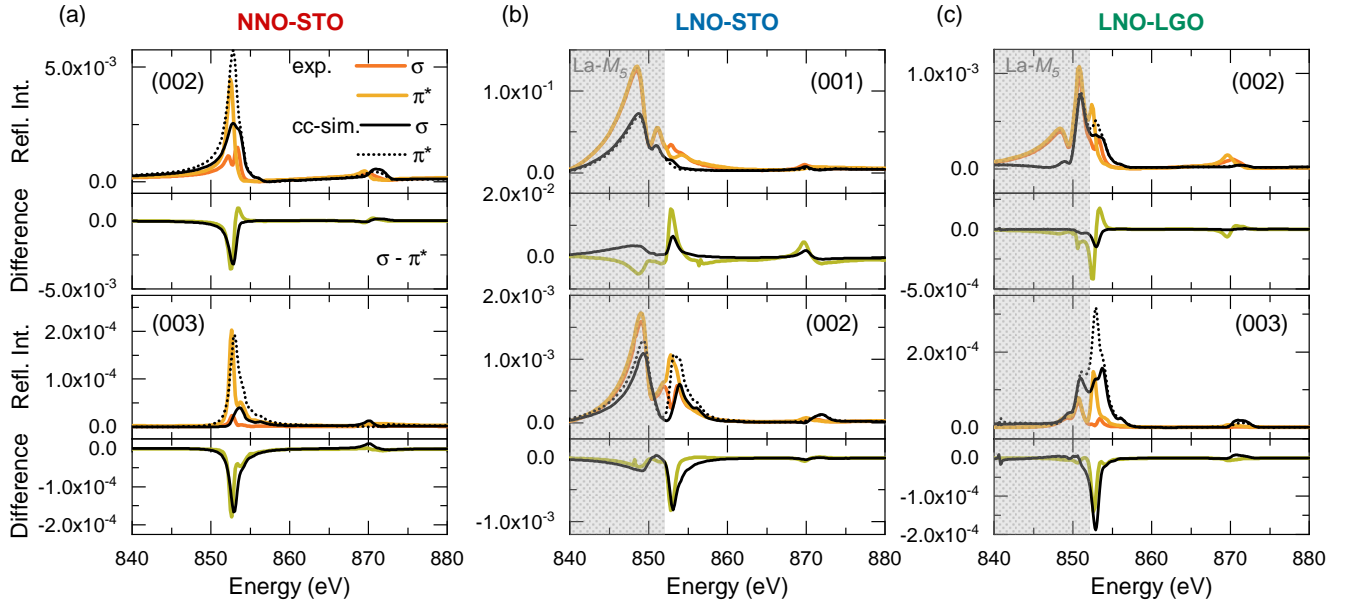 (a) NNO-STO
Refl. Int.
5.0x10⁻³
0.0
(002)
exp. σ
π*
cc-sim. σ
π*
Difference
0.0
-5.0x10⁻³
σ - π*
Refl. Int.
2.0x10⁻⁴
1.0x10⁻⁴
0.0
(003)
Difference
0.0
-1.0x10⁻⁴
-2.0x10⁻⁴
840 850 860 870 880
Energy (eV)
(b) LNO-STO
1.0x10⁻¹
0.0
La-M₅
(001)
2.0x10⁻²
0.0
2.0x10⁻³
1.0x10⁻³
0.0
(002)
0.0
-1.0x10⁻³
840 850 860 870 880
Energy (eV)
(c) LNO-LGO
1.0x10⁻³
0.0
La-M₅
(002)
0.0
-5.0x10⁻⁴
2.0x10⁻⁴
0.0
(003)
0.0
-1.0x10⁻⁴
-2.0x10⁻⁴
840 850 860 870 880
Energy (eV)